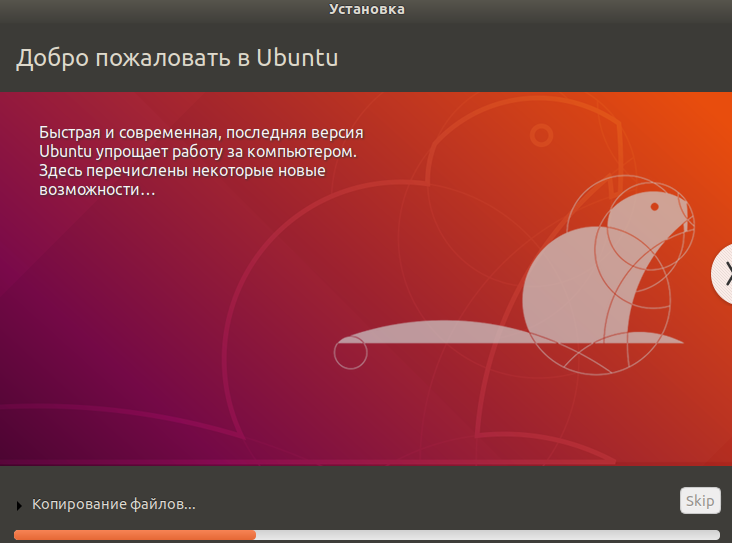 Установка
Добро пожаловать в Ubuntu
Быстрая и современная, последняя версия
Ubuntu упрощает работу за компьютером.
Здесь перечислены некоторые новые
возможности…
Копирование файлов...
Skip